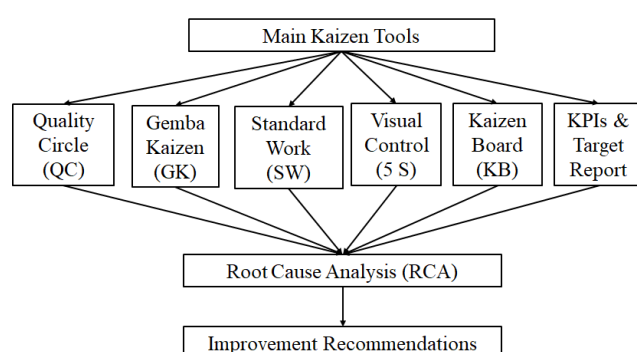 Main Kaizen Tools
Quality
Circle
(QC)
Gemba
Kaizen
(GK)
Standard
Work
(SW)
Visual
Control
(5 S)
Kaizen
Board
(KB)
KPIs &
Target
Report
Root Cause Analysis (RCA)
Improvement Recommendations